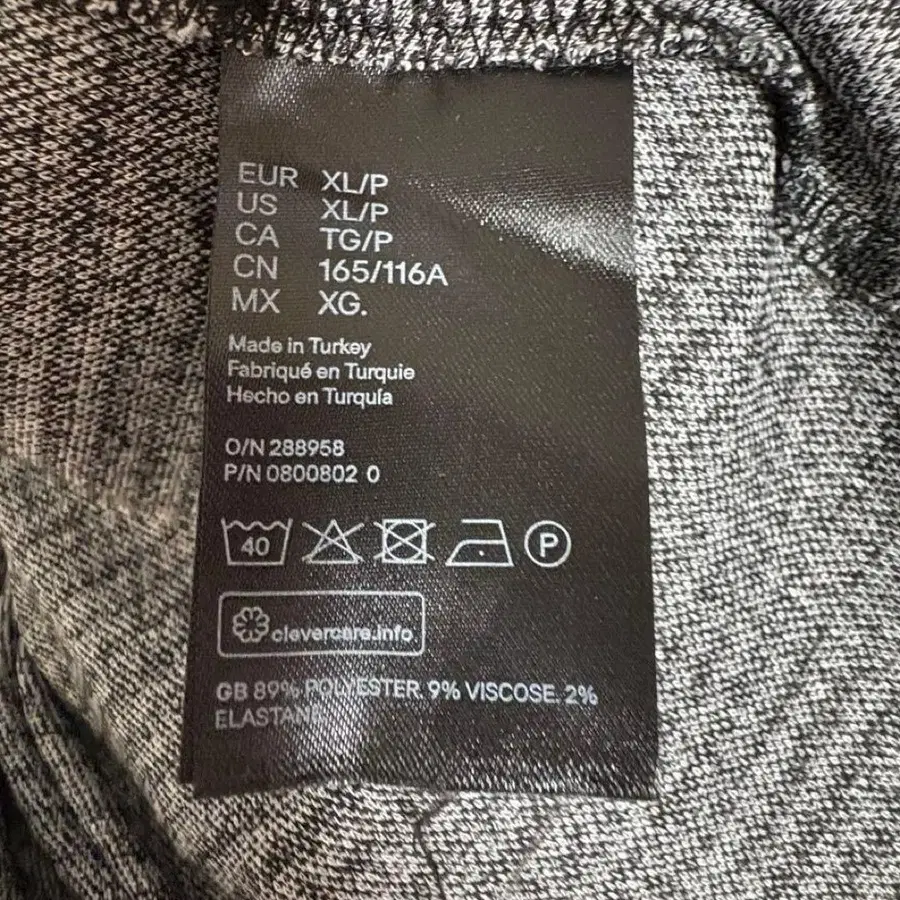 EUR XL/P
US XL/P
CA TG/P
CN 165/116A
MX XG.
Made in Turkey
Fabriqué en Turquie
Hecho en Turquía
O/N 288958
P/N 0800802 0
40 P
clevercare.info
GB 89% POLYESTER. 9% VISCOSE. 2%
ELASTANE